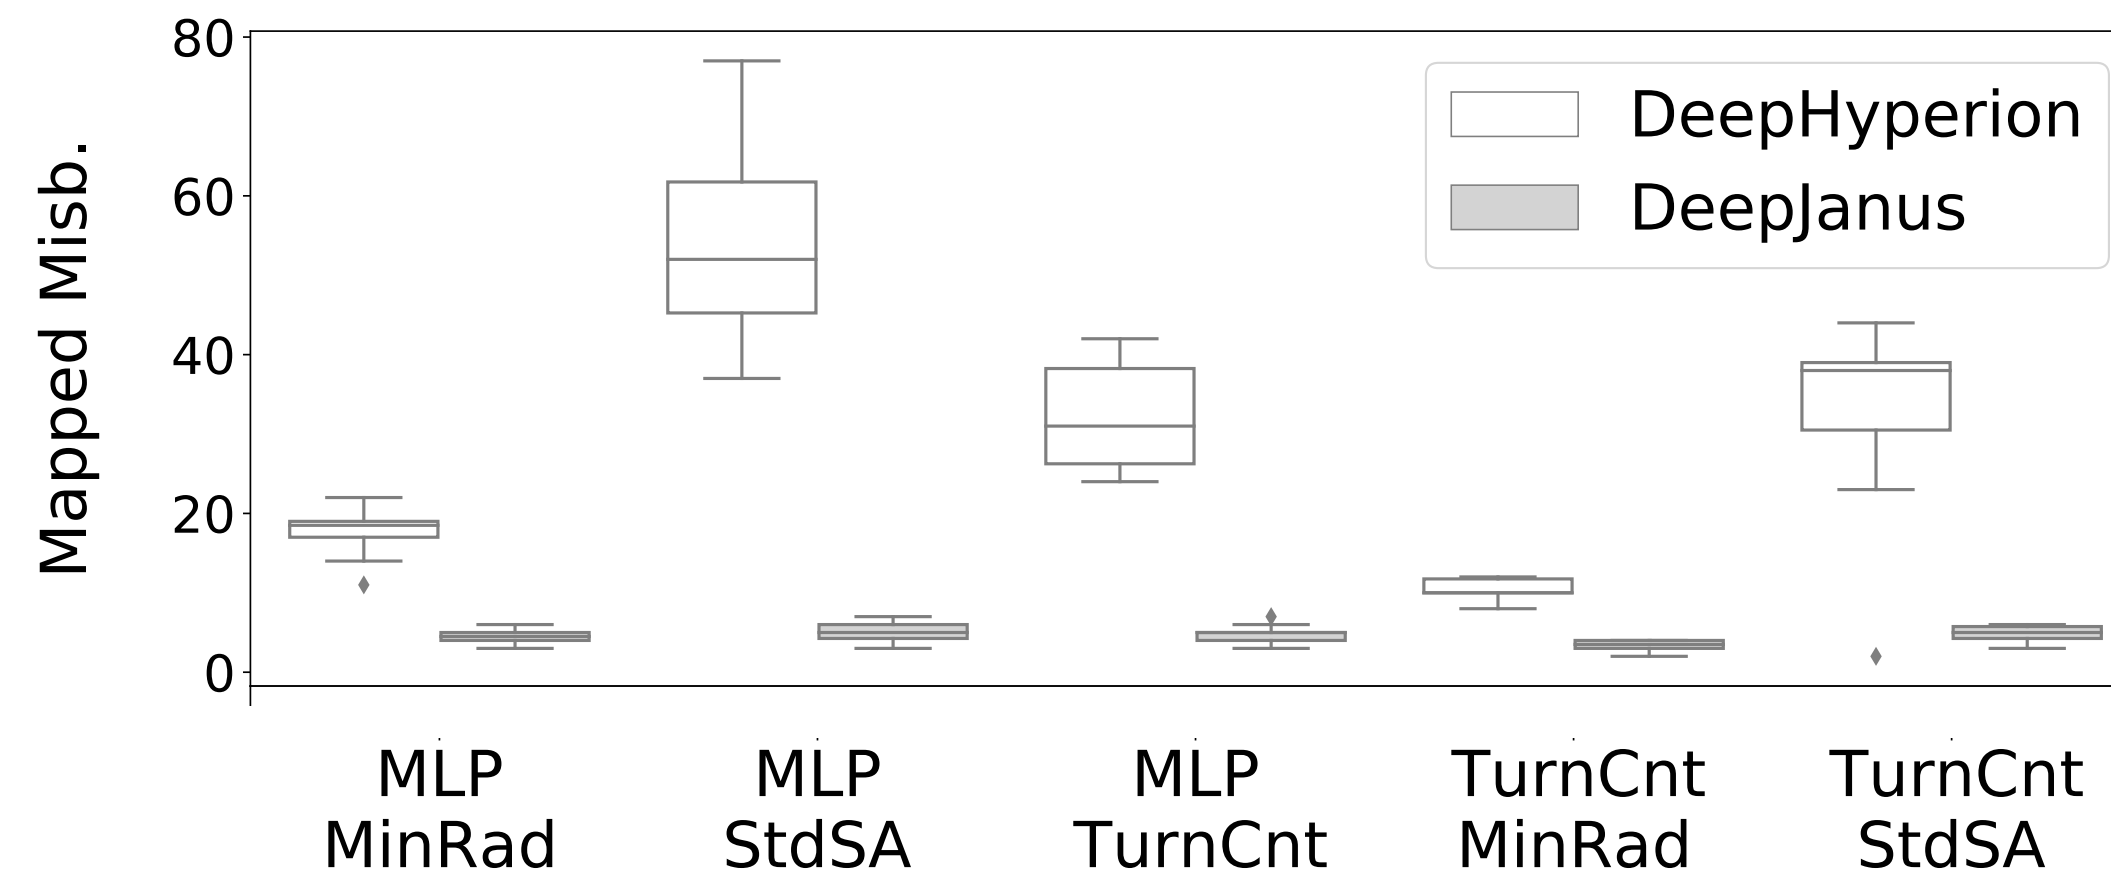 Mapped Misb.
80
60
40
20
0
DeepHyperion
DeepJanus
MLP
MinRad
MLP
StdSA
MLP
TurnCnt
TurnCnt
MinRad
TurnCnt
StdSA